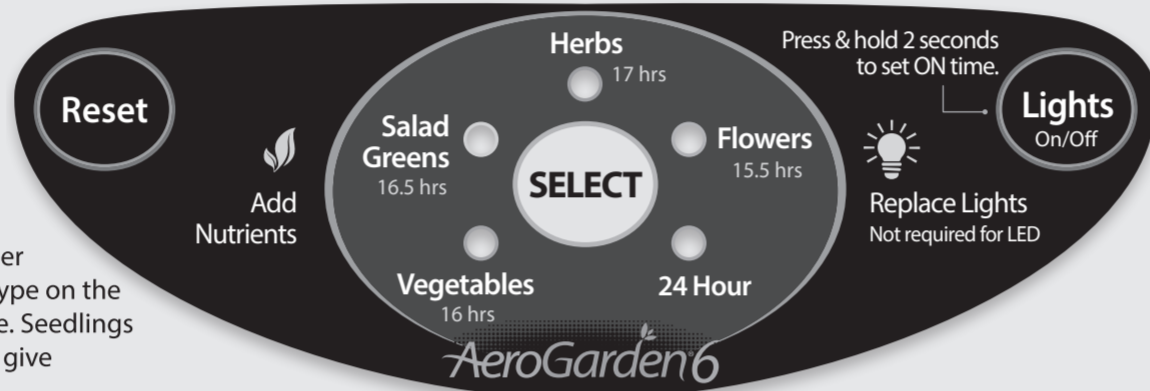 Reset
Add
Nutrients
Herbs
17 hrs
Salad
Greens
16.5 hrs
SELECT
Flowers
15.5 hrs
Vegetables
16 hrs
24 Hour
AeroGarden 6
Press & hold 2 seconds
to set ON time.
Lights
On/Off
Replace Lights
Not required for LED
er
ype on the
e. Seedlings
give